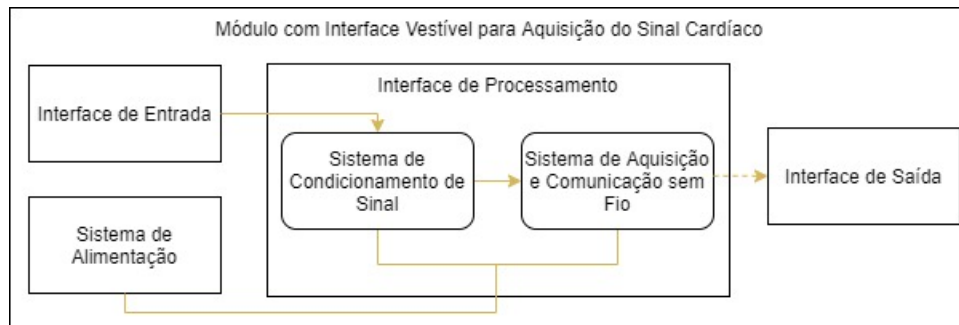 Módulo com Interface Vestível para Aquisição do Sinal Cardíaco
Interface de Processamento
Interface de Entrada
Sistema de
Condicionamento de
Sinal
Sistema de Aquisição
e Comunicação sem
Fio
Interface de Saída
Sistema de
Alimentação